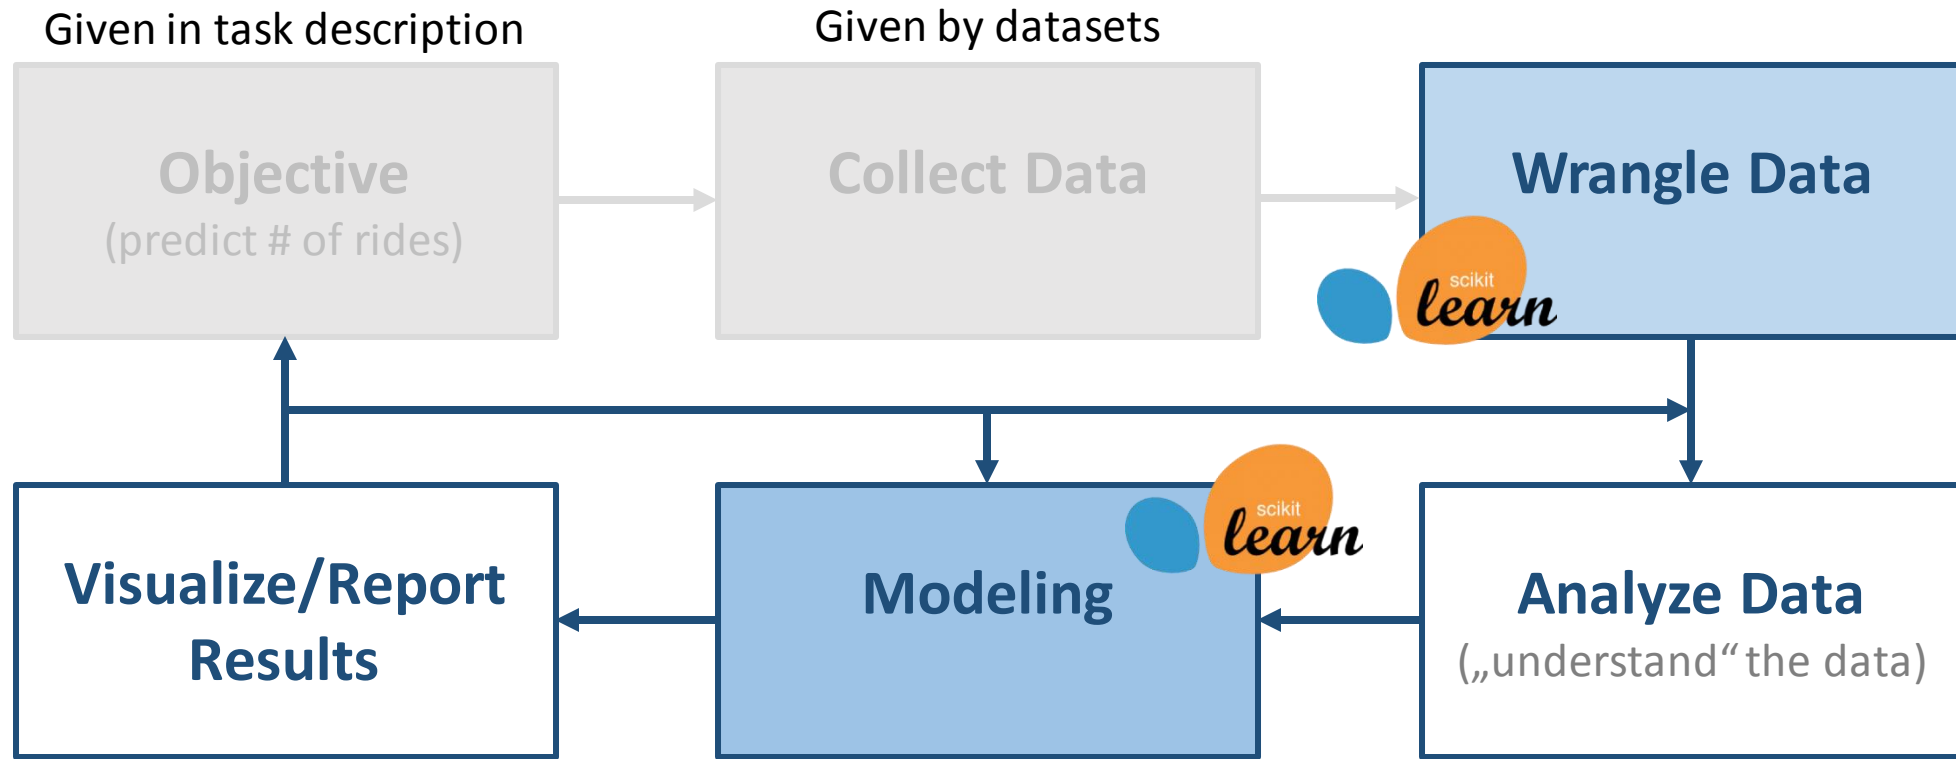 Given in task description
Given by datasets
Objective
(predict # of rides)
Collect Data
Wrangle Data
scikit
learn
Visualize/Report
Results
Modeling
scikit
learn
Analyze Data
(„understand“ the data)